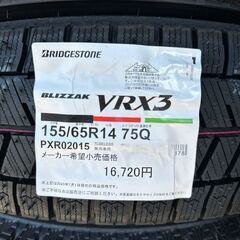 BRIDGESTONE
BLIZZAK VRX3
155/65R14 75Q
PXR02015 TUBELESS
メーカー希望小売価格
16,720円